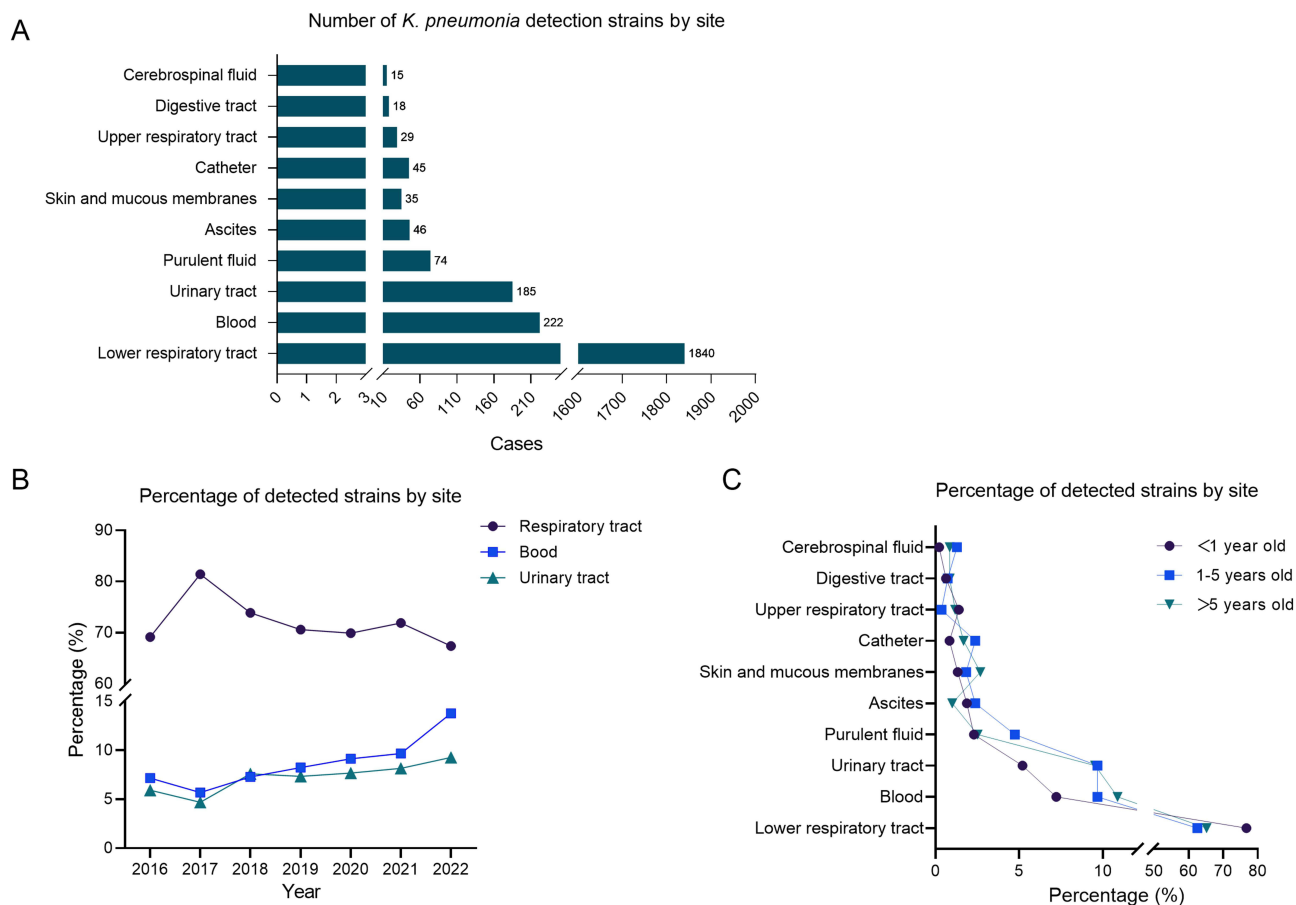 A
Number of K. pneumonia detection strains by site
Cerebrospinal fluid 15
Digestive tract 18
Upper respiratory tract 29
Catheter 45
Skin and mucous membranes 35
Ascites 46
Purulent fluid 74
Urinary tract 185
Blood 222
Lower respiratory tract 1840
0 1 2 3 10 60 110 160 210 1600 1700 1800 1900 2000
Cases
B
Percentage of detected strains by site
Respiratory tract
Bood
Urinary tract
Percentage (%)
90
80
70
60
15
10
5
0
2016 2017 2018 2019 2020 2021 2022
Year
C
Percentage of detected strains by site
<1 year old
1-5 years old
>5 years old
Cerebrospinal fluid
Digestive tract
Upper respiratory tract
Catheter
Skin and mucous membranes
Ascites
Purulent fluid
Urinary tract
Blood
Lower respiratory tract
0 5 10 50 60 70 80
Percentage (%)